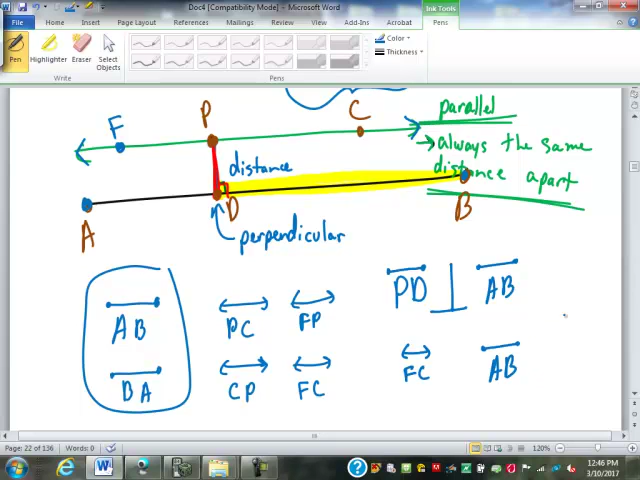 Doc4 [Compatibility Mode] - Microsoft Word
Ink Tools
File Home Insert Page Layout References Mailings Review View Add-Ins Acrobat Pens
Pen Highlighter Eraser Select Objects
Color
Thickness
Write
Pens
parallel
F P C
→ always the same
distance apart
distance
D
A
B
perpendicular
AB PC FP PD ⊥ AB
BA CP FC FC AB
Page: 22 of 136 Words: 0 120%
12:46 PM
3/10/2017